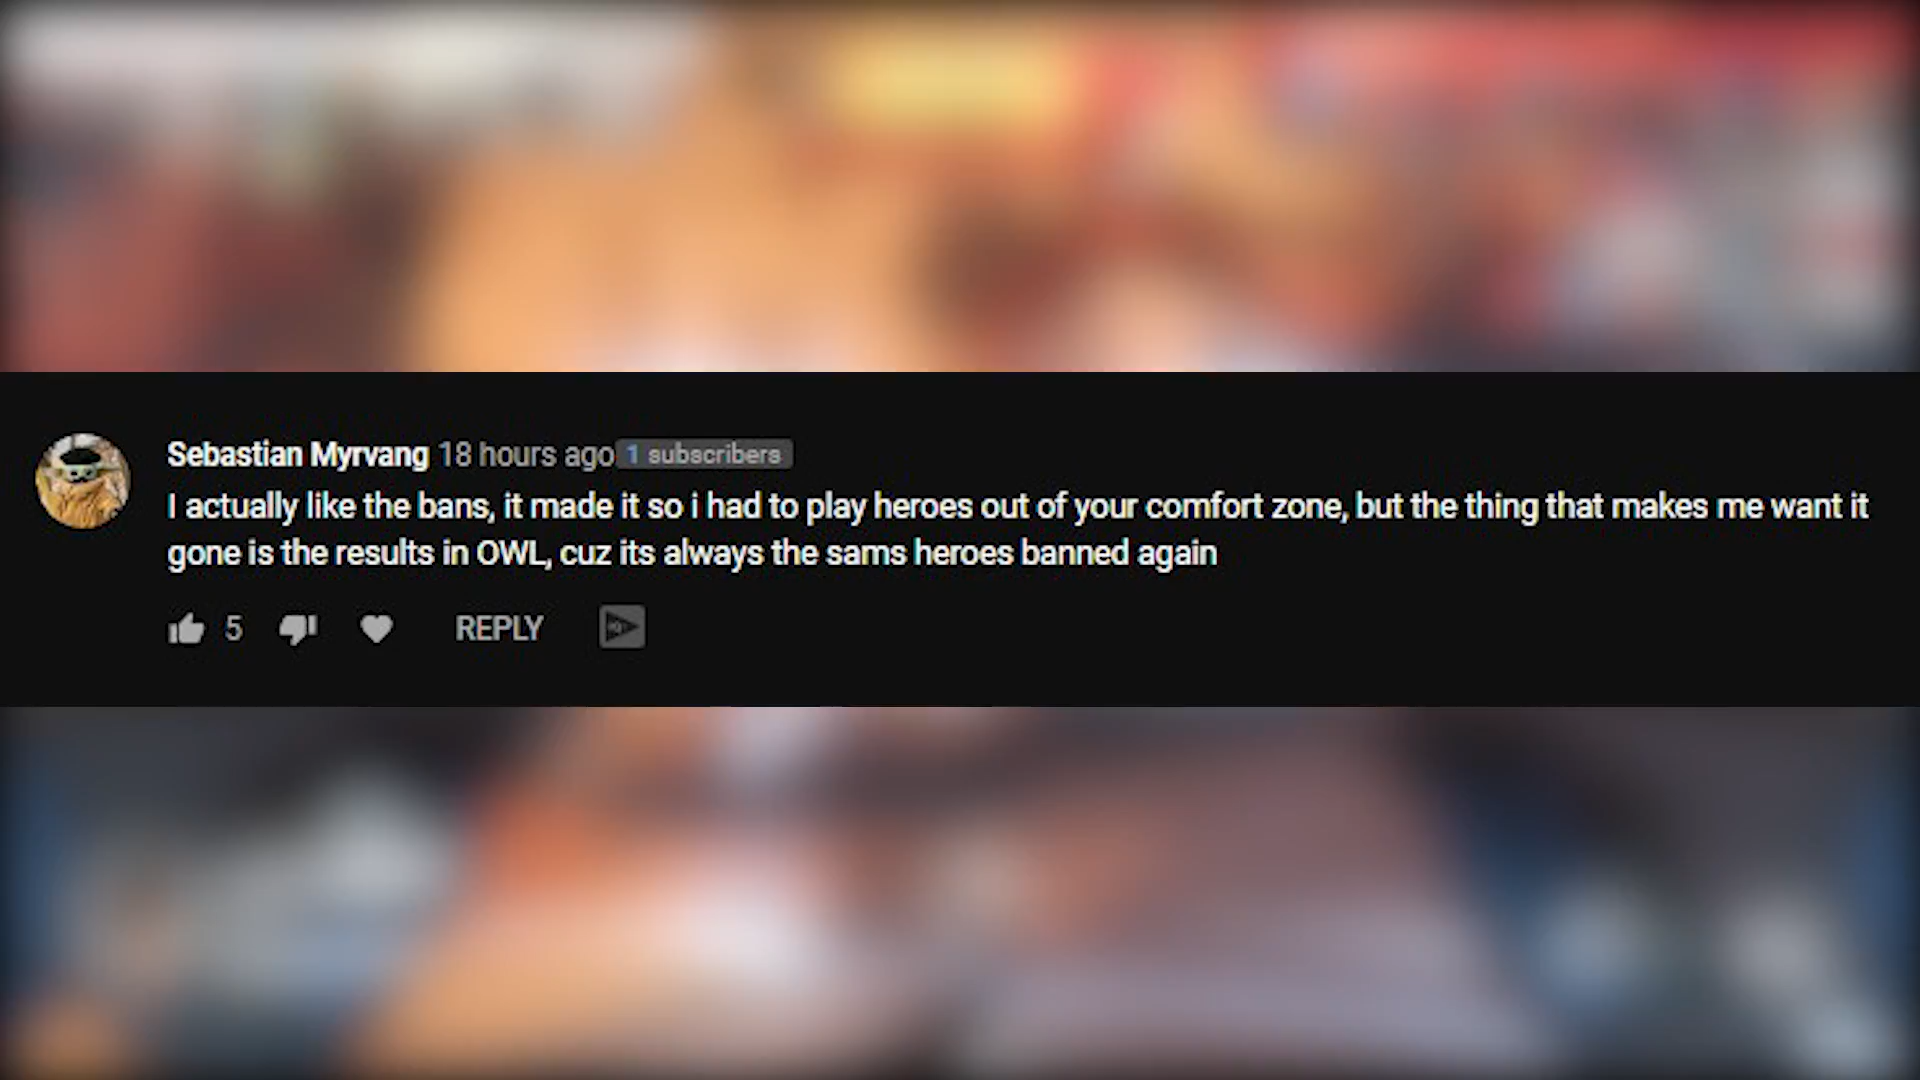 Sebastian Myrvang 18 hours ago 1 subscribers
I actually like the bans, it made it so i had to play heroes out of your comfort zone, but the thing that makes me want it
gone is the results in OWL, cuz its always the sams heroes banned again
5 REPLY